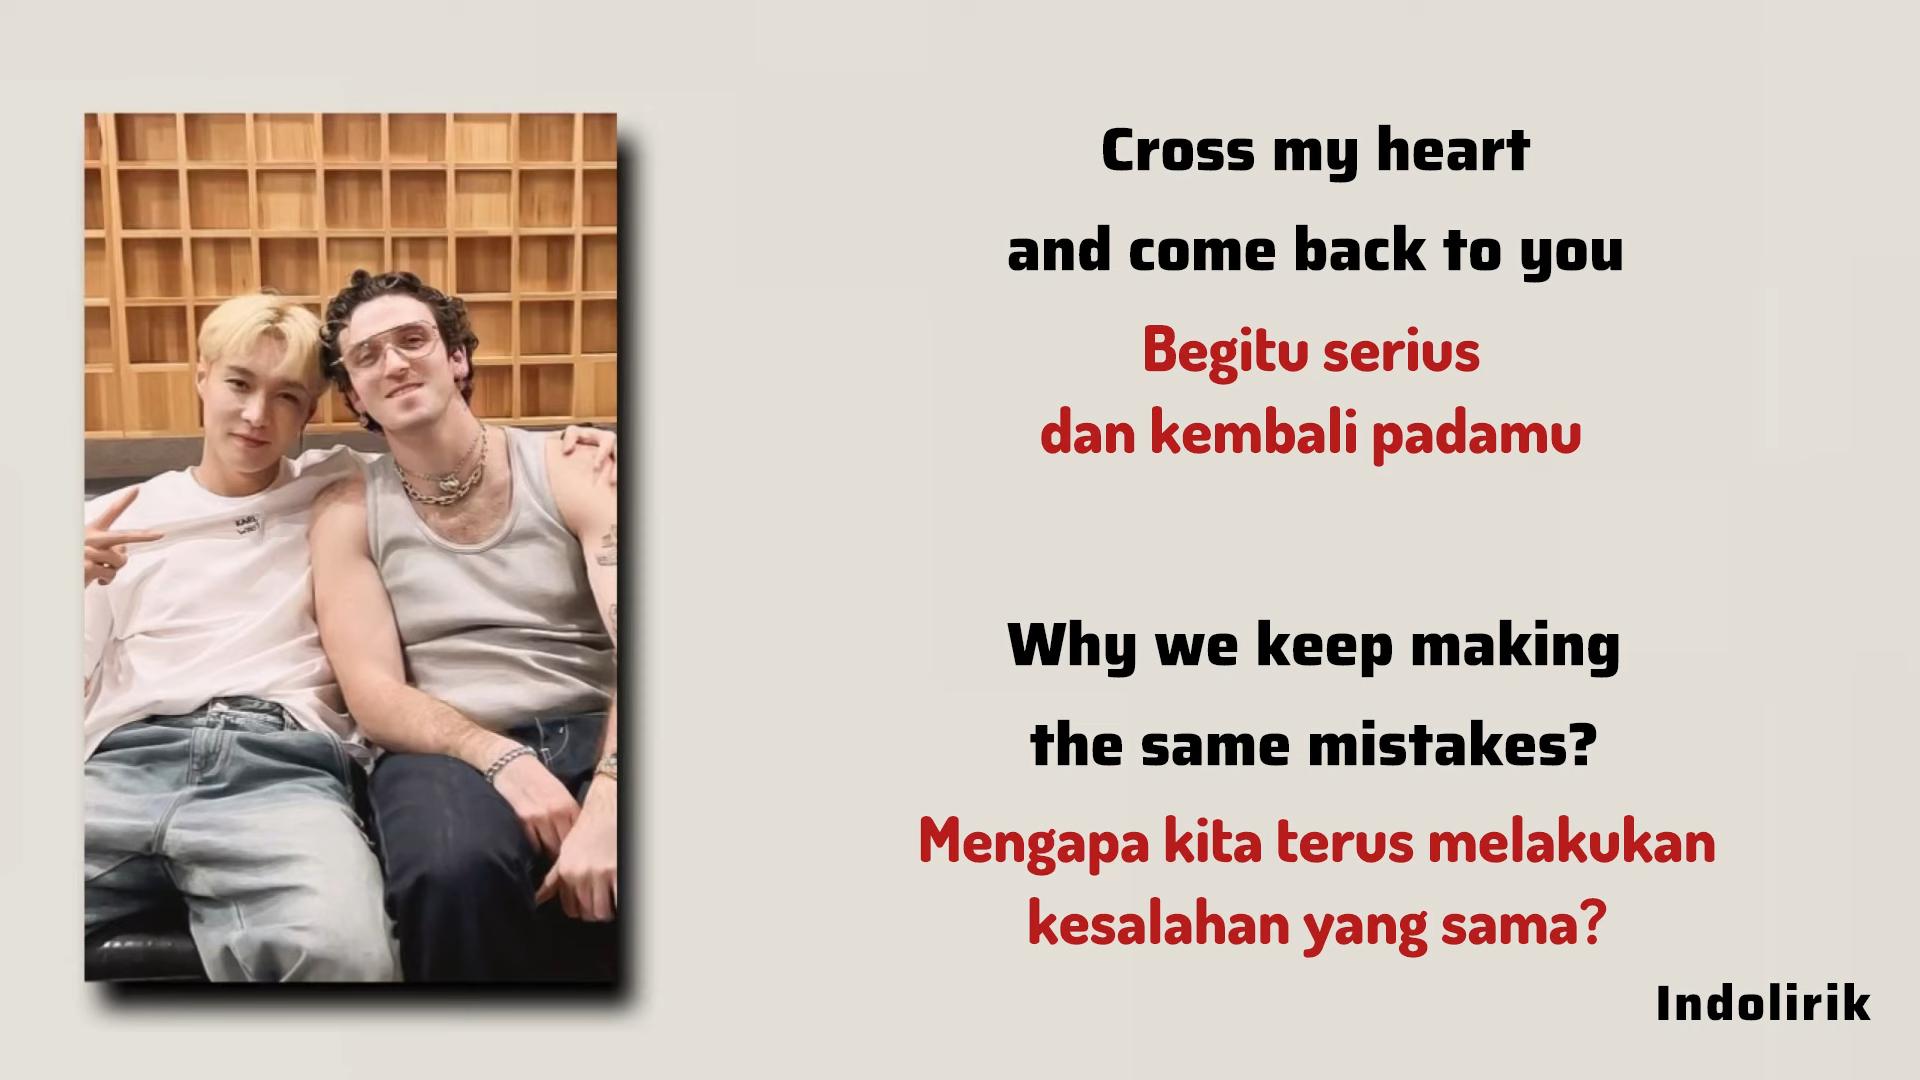 Cross my heart
and come back to you
Begitu serius
dan kembali padamu
Why we keep making
the same mistakes?
Mengapa kita terus melakukan
kesalahan yang sama?
Indolirik